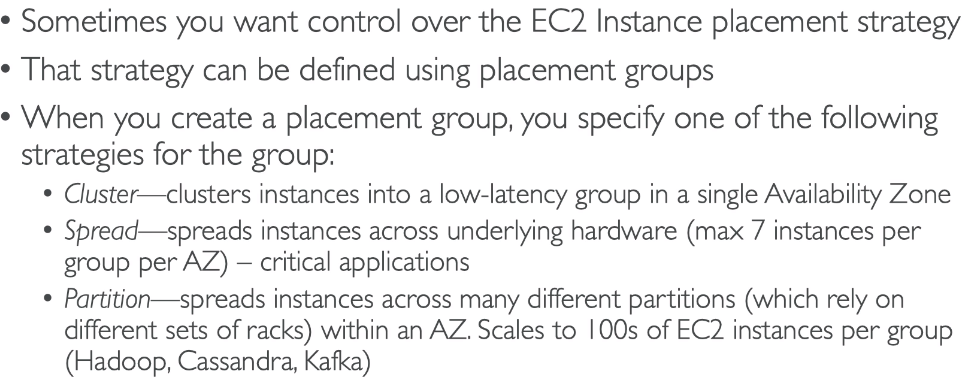 • Sometimes you want control over the EC2 Instance placement strategy
• That strategy can be defined using placement groups
• When you create a placement group, you specify one of the following
strategies for the group:
• Cluster—clusters instances into a low-latency group in a single Availability Zone
• Spread—spreads instances across underlying hardware (max 7 instances per
group per AZ) – critical applications
• Partition—spreads instances across many different partitions (which rely on
different sets of racks) within an AZ. Scales to 100s of EC2 instances per group
(Hadoop, Cassandra, Kafka)